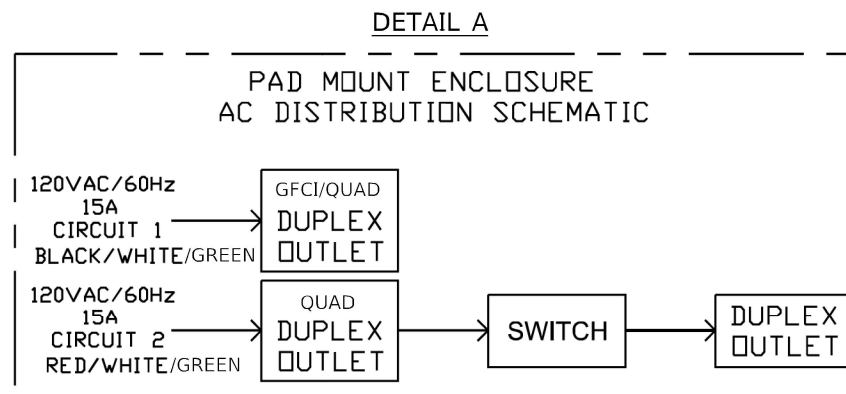 DETAIL A
PAD MOUNT ENCLOSURE
AC DISTRIBUTION SCHEMATIC
120VAC/60Hz
15A
CIRCUIT 1
BLACK/WHITE/GREEN
GFCI/QUAD
DUPLEX
OUTLET
120VAC/60Hz
15A
CIRCUIT 2
RED/WHITE/GREEN
QUAD
DUPLEX
OUTLET
SWITCH
DUPLEX
OUTLET